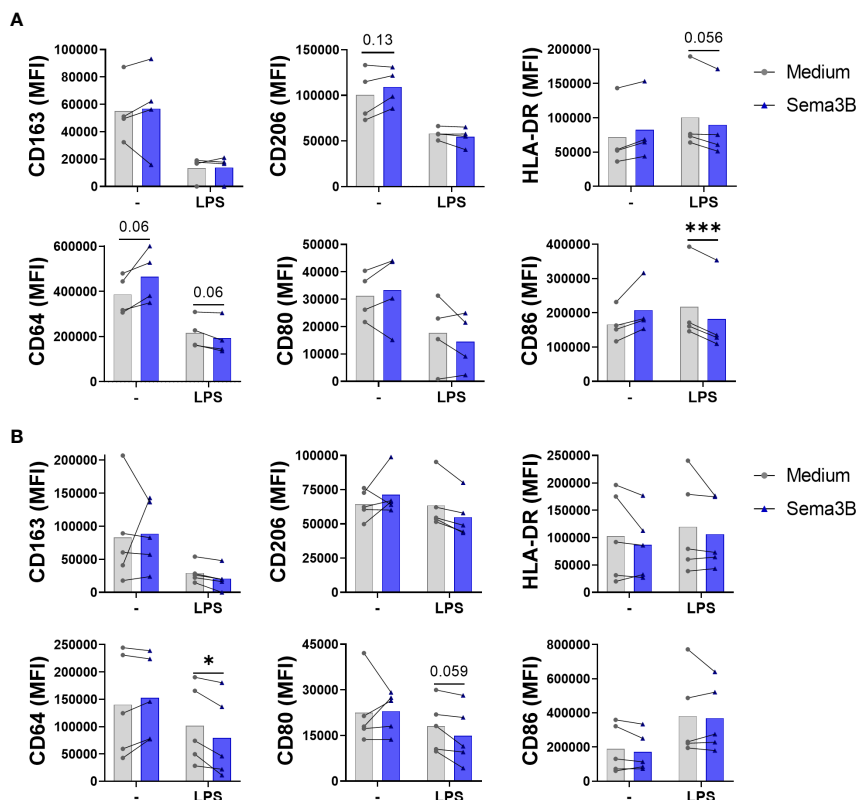 A
CD163 (MFI)
100000
80000
60000
40000
20000
0
-
LPS
CD206 (MFI)
150000
100000
50000
0
0.13
-
LPS
HLA-DR (MFI)
200000
150000
100000
50000
0
0.056
-
LPS
Medium
Sema3B
CD64 (MFI)
600000
400000
200000
0
0.06
0.06
-
LPS
CD80 (MFI)
50000
40000
30000
20000
10000
0
-
LPS
CD86 (MFI)
400000
300000
200000
100000
0
***
-
LPS
B
CD163 (MFI)
200000
150000
100000
50000
0
-
LPS
CD206 (MFI)
100000
75000
50000
25000
0
-
LPS
HLA-DR (MFI)
250000
200000
150000
100000
50000
0
-
LPS
Medium
Sema3B
CD64 (MFI)
250000
200000
150000
100000
50000
0
*
-
LPS
CD80 (MFI)
45000
30000
15000
0
0.059
-
LPS
CD86 (MFI)
800000
600000
400000
200000
0
-
LPS